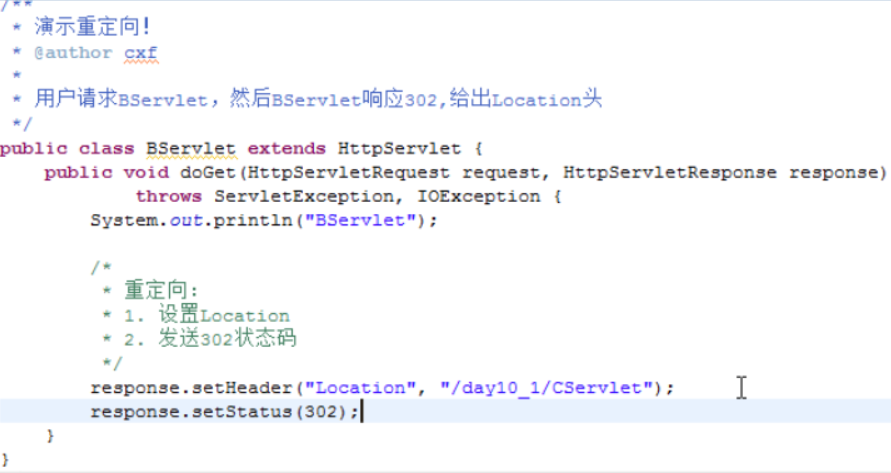 /**
 * 演示重定向！
 * @author cxf
 *
 * 用户请求BServlet，然后BServlet响应302,给出Location头
 */
public class BServlet extends HttpServlet {
    public void doGet(HttpServletRequest request, HttpServletResponse response)
            throws ServletException, IOException {
        System.out.println("BServlet");

        /*
         * 重定向：
         * 1. 设置Location
         * 2. 发送302状态码
         */
        response.setHeader("Location", "/day10_1/CServlet");
        response.setStatus(302);
    }
}